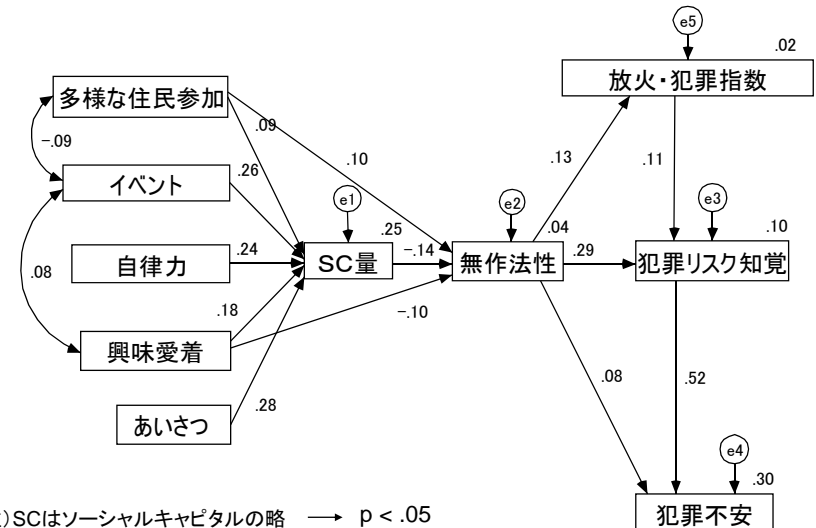 e5
.02
放火・犯罪指数
多様な住民参加
.09
-.09
.10
.13
.11
イベント
.26
e1
e2
e3
.25
.04
.10
自律力
.24
SC量
-.14
無作法性
.29
犯罪リスク知覚
.08
.18
-.10
興味愛着
.08
.52
.28
あいさつ
e4
.30
)SCはソーシャルキャピタルの略 → p < .05
犯罪不安